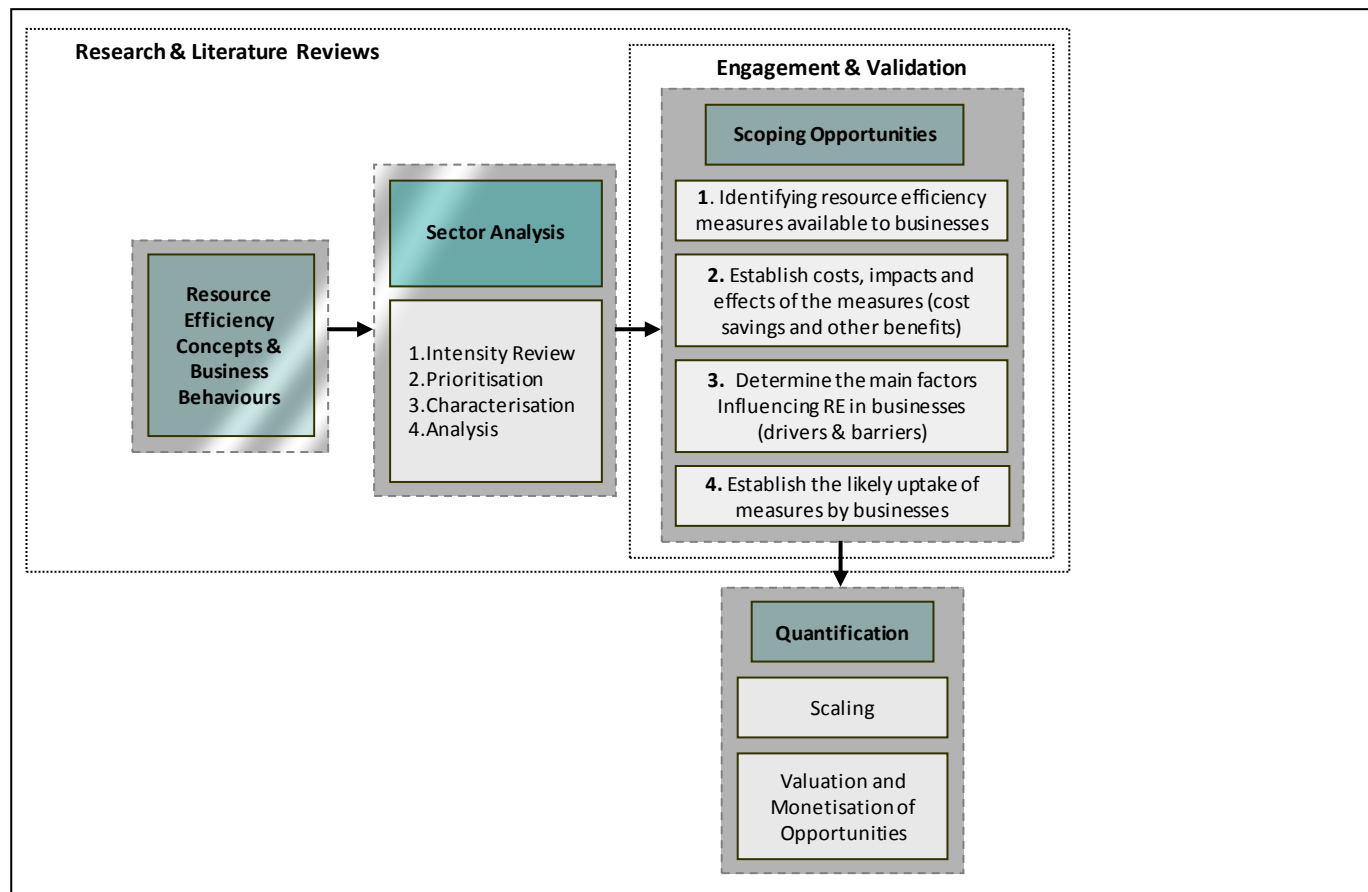 Research & Literature Reviews
Engagement & Validation
Scoping Opportunities
1. Identifying resource efficiency
measures available to businesses
2. Establish costs, impacts and
effects of the measures (cost
savings and other benefits)
3. Determine the main factors
Influencing RE in businesses
(drivers & barriers)
4. Establish the likely uptake of
measures by businesses
Sector Analysis
1.Intensity Review
2.Prioritisation
3.Characterisation
4.Analysis
Resource
Efficiency
Concepts &
Business
Behaviours
Quantification
Scaling
Valuation and
Monetisation of
Opportunities